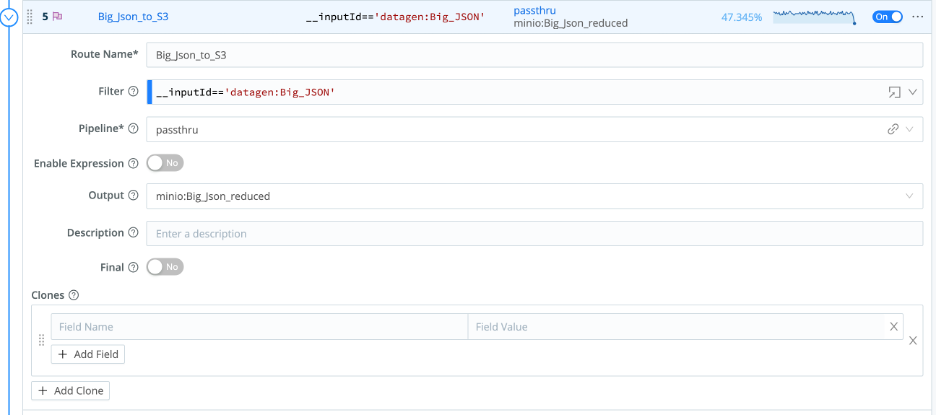 5 Big_Json_to_S3 __inputId=='datagen:Big_JSON' passthru 47.345% On ...
minio:Big_Json_reduced
Route Name* Big_Json_to_S3
Filter ? __inputId=='datagen:Big_JSON'
Pipeline* ? passthru
Enable Expression ? No
Output ? minio:Big_Json_reduced
Description ? Enter a description
Final ? No
Clones ?
Field Name Field Value X
X
+ Add Field
+ Add Clone